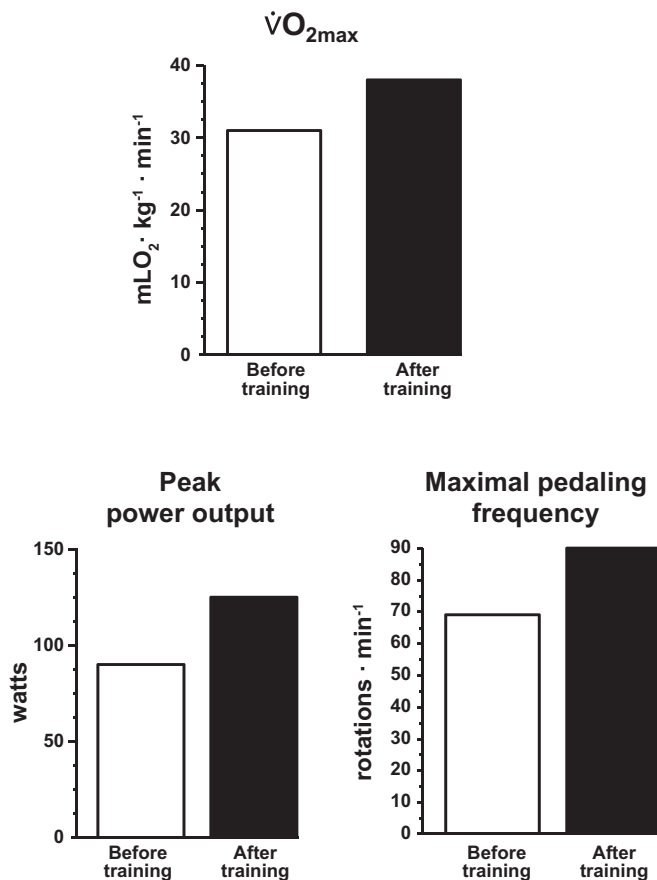 V̇O₂max
mLO₂· kg⁻¹ · min⁻¹
40
30
20
10
0
Before
training
After
training
Peak
power output
watts
150
100
50
0
Before
training
After
training
Maximal pedaling
frequency
rotations · min⁻¹
90
80
70
60
50
40
30
20
10
0
Before
training
After
training